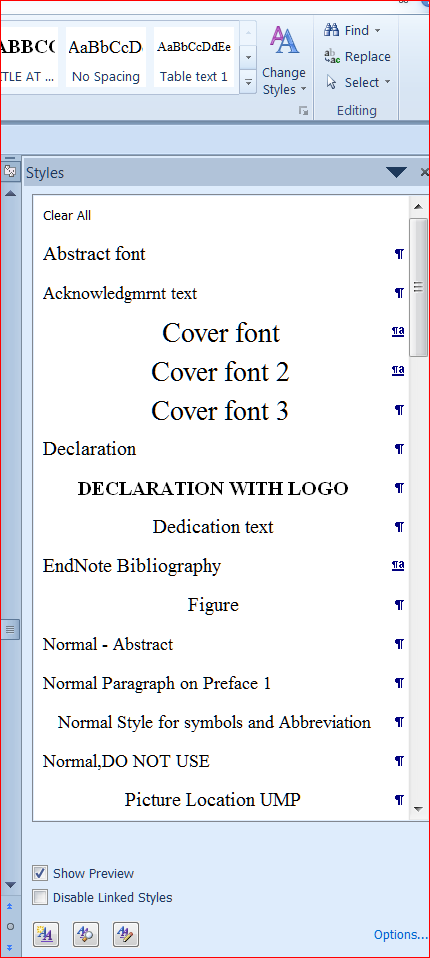 ABBCC
AaBbCcD
AaBbCcDdEe
TLE AT ...
No Spacing
Table text 1
Change
Styles
Find
Replace
Select
Editing
Styles
Clear All
Abstract font ¶
Acknowledgmrnt text ¶
Cover font ¶a
Cover font 2 ¶a
Cover font 3 ¶
Declaration ¶
DECLARATION WITH LOGO ¶
Dedication text ¶
EndNote Bibliography ¶a
Figure ¶
Normal - Abstract ¶
Normal Paragraph on Preface 1 ¶
Normal Style for symbols and Abbreviation ¶
Normal,DO NOT USE ¶
Picture Location UMP ¶
Show Preview
Disable Linked Styles
Options...